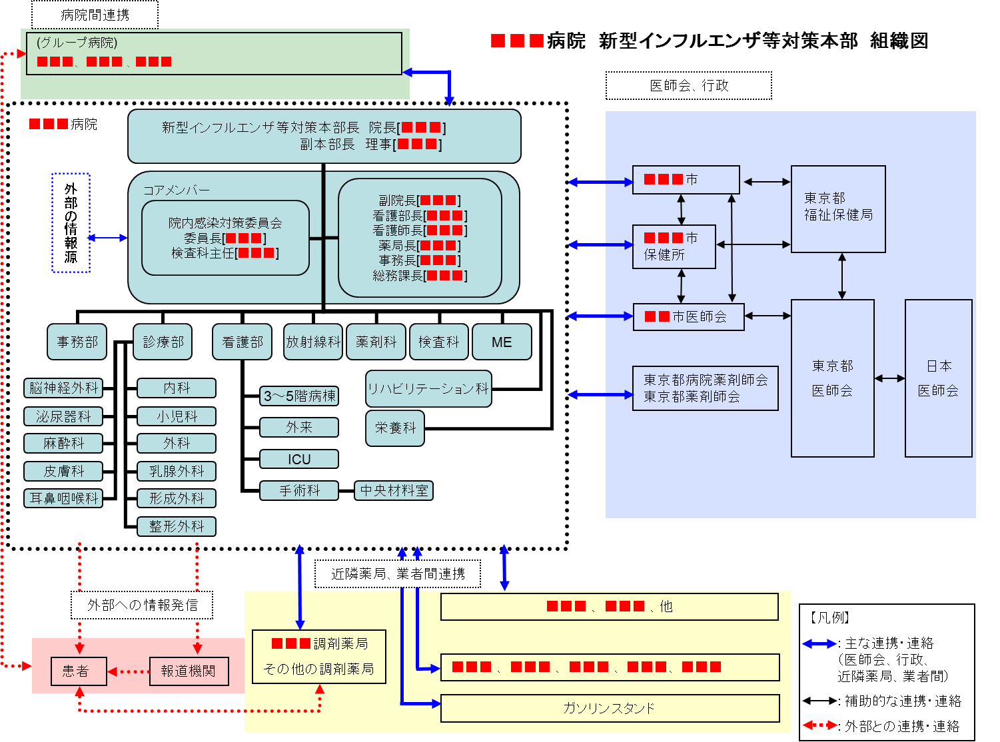 病院間連携
(グループ病院)
■■■、■■■、■■■
■■■病院　新型インフルエンザ等対策本部　組織図
医師会、行政
■■■病院
新型インフルエンザ等対策本部長　院長[■■■]
副本部長　理事[■■■]
外部の情報源
コアメンバー
院内感染対策委員会
委員長[■■■]
検査科主任[■■■]
副院長[■■■]
看護部長[■■■]
看護師長[■■■]
薬局長[■■■]
事務長[■■■]
総務課長[■■■]
事務部
診療部
看護部
放射線科
薬剤科
検査科
ME
脳神経外科
泌尿器科
麻酔科
皮膚科
耳鼻咽喉科
内科
小児科
外科
乳腺外科
形成外科
整形外科
3～5階病棟
外来
ICU
手術科
中央材料室
リハビリテーション科
栄養科
■■■市
■■■市
保健所
■■市医師会
東京都病院薬剤師会
東京都薬剤師会
東京都
福祉保健局
東京都
医師会
日本
医師会
近隣薬局、業者間連携
外部への情報発信
患者
報道機関
■■■調剤薬局
その他の調剤薬局
■■■、■■■、他
■■■、■■■、■■■、■■■、■■■
ガソリンスタンド
【凡例】
：主な連携・連絡
（医師会、行政、
近隣薬局、業者間）
：補助的な連携・連絡
：外部との連携・連絡